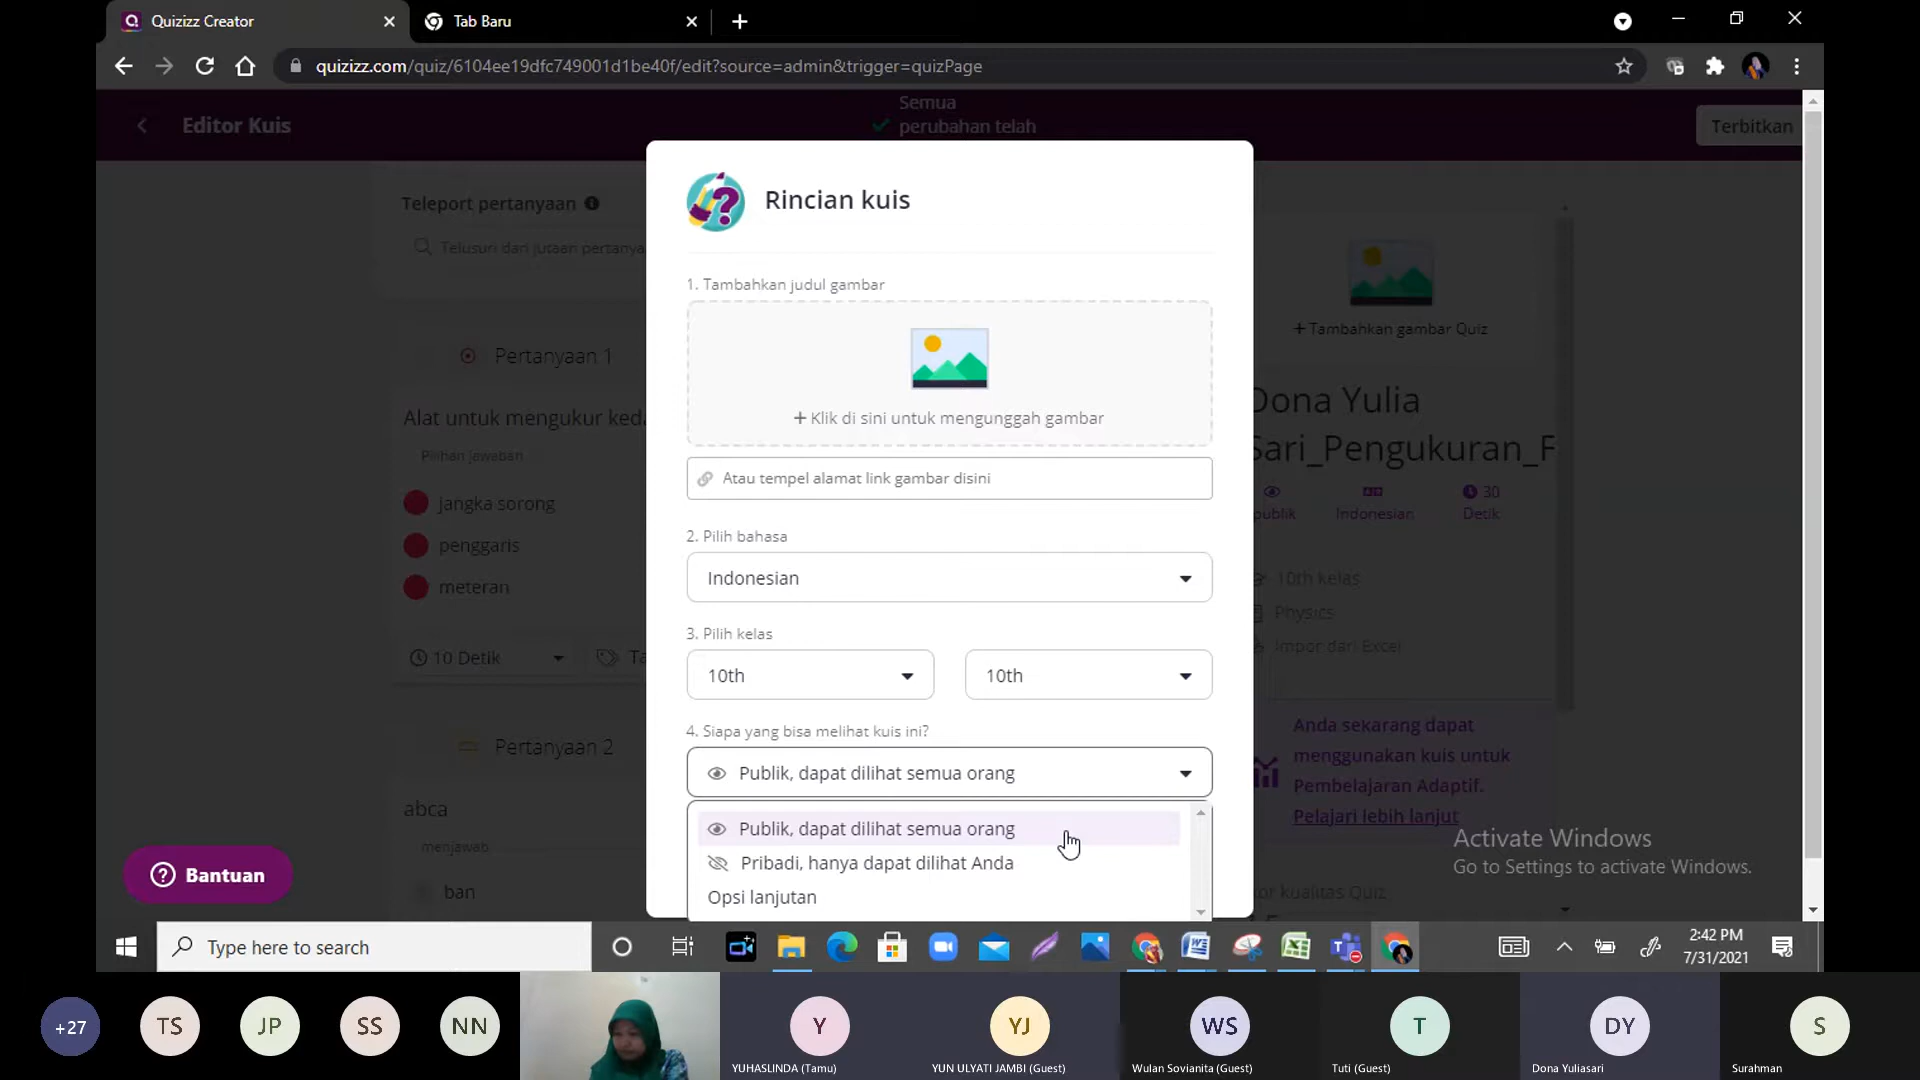 Quizizz Creator
Tab Baru
quizizz.com/quiz/6104ee19dfc749001d1be40f/edit?source=admin&trigger=quizPage
Editor Kuis
Semua
perubahan telah
Terbitkan
Teleport pertanyaan
Telusuri dari jutaan pertanya
Pertanyaan 1
Alat untuk mengukur keda
Pilihan jawaban
jangka sorong
penggaris
meteran
10 Detik
Ta
Pertanyaan 2
abca
menjawab
ban
Bantuan
Rincian kuis
1. Tambahkan judul gambar
+ Klik di sini untuk mengunggah gambar
Atau tempel alamat link gambar disini
2. Pilih bahasa
Indonesian
3. Pilih kelas
10th
10th
4. Siapa yang bisa melihat kuis ini?
Publik, dapat dilihat semua orang
Publik, dapat dilihat semua orang
Pribadi, hanya dapat dilihat Anda
Opsi lanjutan
+ Tambahkan gambar Quiz
Dona Yulia
Sari_Pengukuran_F
publik
Indonesian
30
Detik
10th kelas
Physics
Impor dari Excel
Anda sekarang dapat
menggunakan kuis untuk
Pembelajaran Adaptif.
Pelajari lebih lanjut
Activate Windows
Go to Settings to activate Windows.
kualitas Quiz
Type here to search
2:42 PM
7/31/2021
+27
TS
JP
SS
NN
Y
YUHASLINDA (Tamu)
YJ
YUN ULYATI JAMBI (Guest)
WS
Wulan Sovianita (Guest)
T
Tuti (Guest)
DY
Dona Yuliasari
S
Surahman